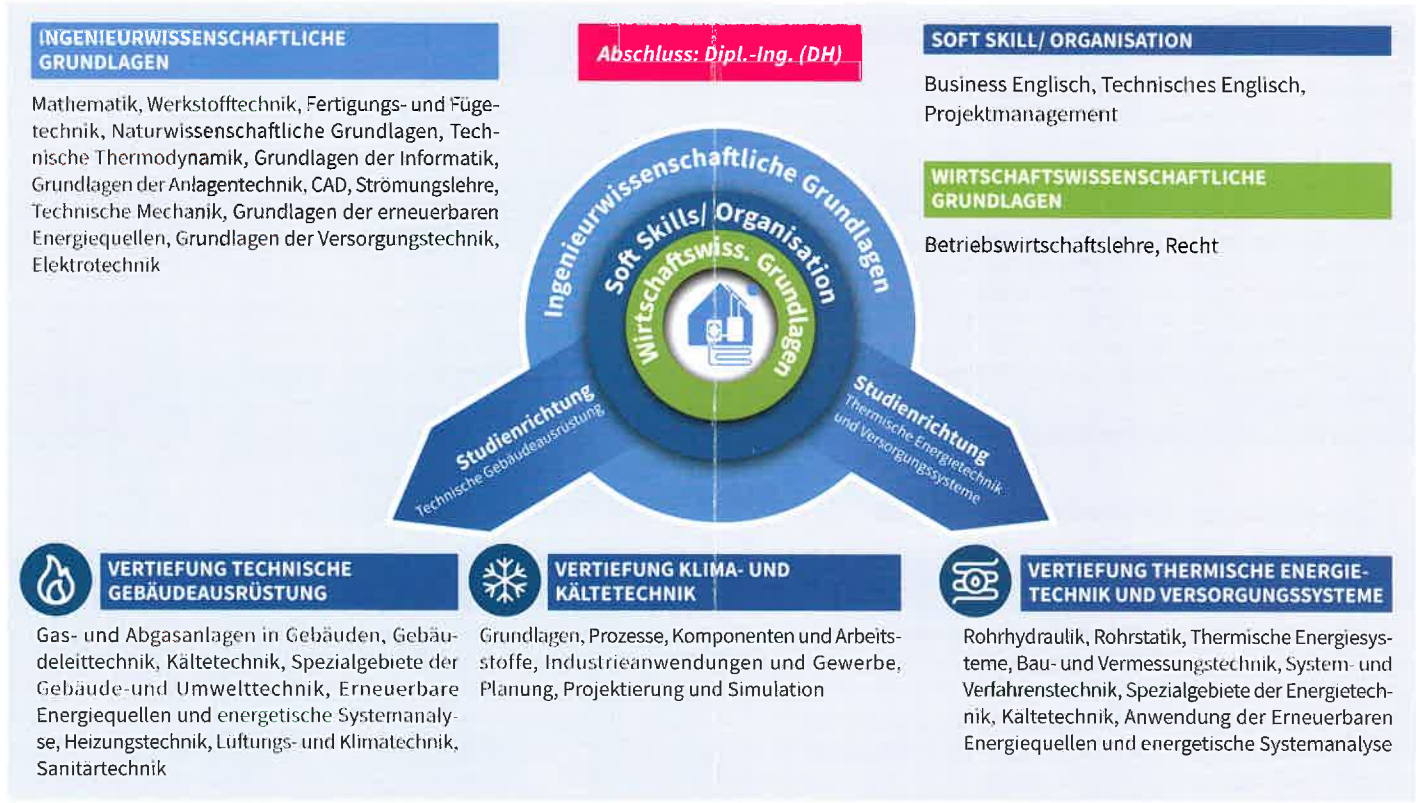 INGENIEURWISSENSCHAFTLICHE
GRUNDLAGEN
Mathematik, Werkstofftechnik, Fertigungs- und Füge-
technik, Naturwissenschaftliche Grundlagen, Tech-
nische Thermodynamik, Grundlagen der Informatik,
Grundlagen der Anlagentechnik, CAD, Strömungslehre,
Technische Mechanik, Grundlagen der erneuerbaren
Energiequellen, Grundlagen der Versorgungstechnik,
Elektrotechnik
Abschluss: Dipl.-Ing. (DH)
SOFT SKILL/ ORGANISATION
Business Englisch, Technisches Englisch,
Projektmanagement
WIRTSCHAFTSWISSENSCHAFTLICHE
GRUNDLAGEN
Betriebswirtschaftslehre, Recht
Ingenieurwissenschaftliche Grundlagen
Soft Skills/ Organisation
Wirtschaftswiss. Grundlagen
Studienrichtung
Technische Gebäudeausrüstung
Studienrichtung
Thermische Energietechnik
und Versorgungssysteme
VERTIEFUNG TECHNISCHE
GEBÄUDEAUSRÜSTUNG
Gas- und Abgasanlagen in Gebäuden, Gebäu-
deleittechnik, Kältetechnik, Spezialgebiete der
Gebäude-und Umwelttechnik, Erneuerbare
Energiequellen und energetische Systemanaly-
se, Heizungstechnik, Lüftungs- und Klimatechnik,
Sanitärtechnik
VERTIEFUNG KLIMA- UND
KÄLTETECHNIK
Grundlagen, Prozesse, Komponenten und Arbeits-
stoffe, Industrieanwendungen und Gewerbe,
Planung, Projektierung und Simulation
VERTIEFUNG THERMISCHE ENERGIE-
TECHNIK UND VERSORGUNGSSYSTEME
Rohrhydraulik, Rohrstatik, Thermische Energiesys-
teme, Bau- und Vermessungstechnik, System- und
Verfahrenstechnik, Spezialgebiete der Energietech-
nik, Kältetechnik, Anwendung der Erneuerbaren
Energiequellen und energetische Systemanalyse